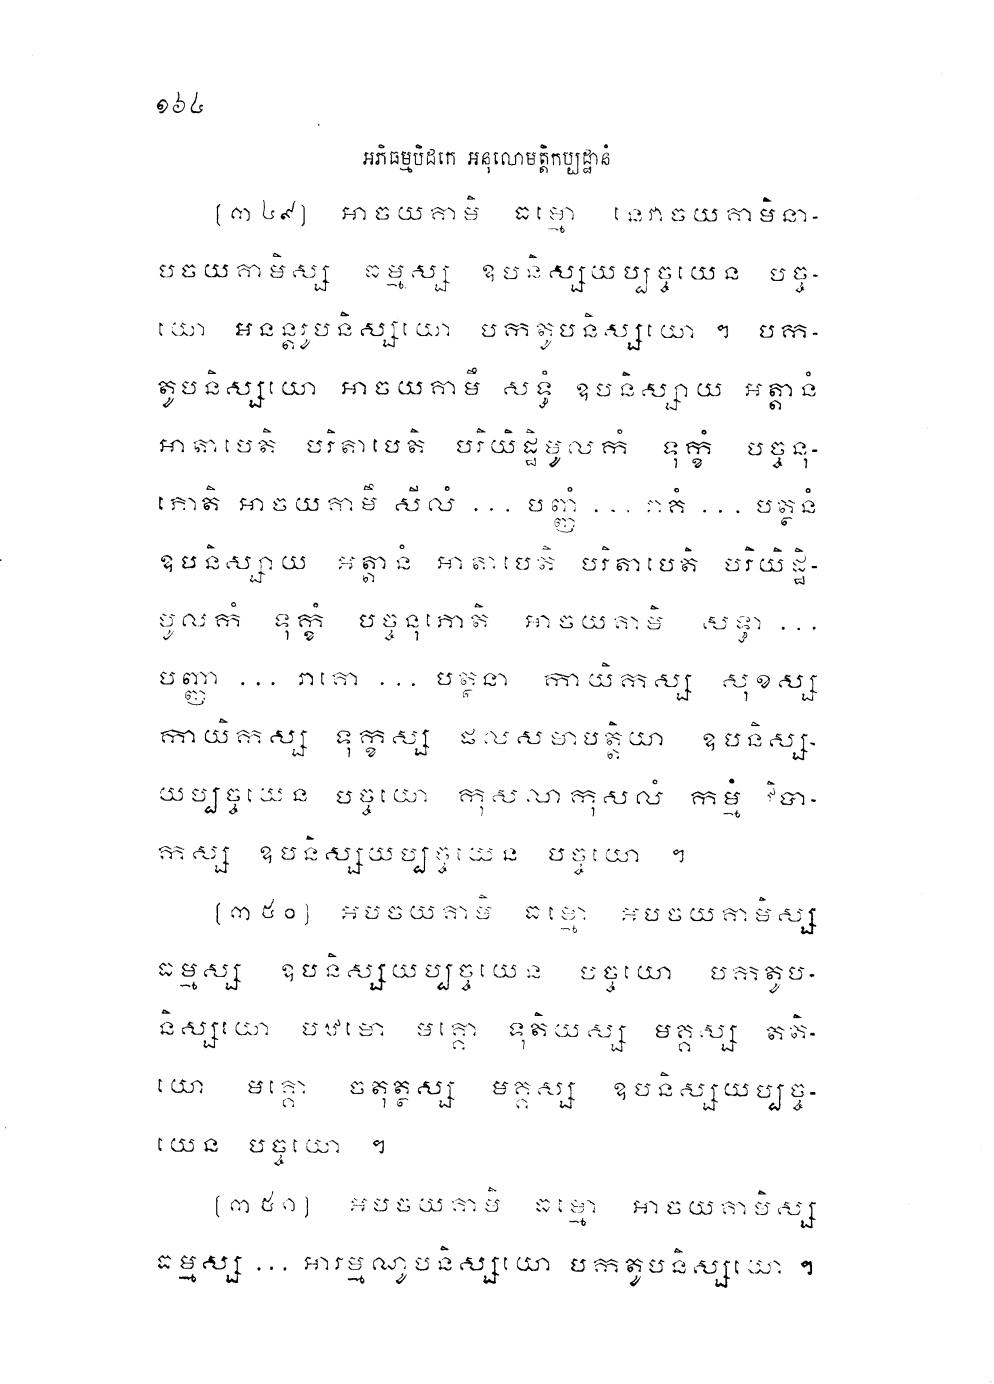 ១៦៤
អភិធម្មបិដកេ អនុលោមត្តិកប្បដ្ឋានំ
[៣៤៩] អាចយគាមិ ធម្មោ នេវាចយគាមិនា-
បចយគាមិស្ស ធម្មស្ស ឧបនិស្សយប្បច្ចយេន បច្ច-
យោ អនន្តរូបនិស្សយោ បកតូបនិស្សយោ ។ បក-
តូបនិស្សយោ អាចយគាមឹ សទ្ធំ ឧបនិស្សាយ អត្តានំ
អាតាបេតិ បរិតាបេតិ បរិយិដ្ឋិមូលកំ ទុក្ខំ បច្ចនុ-
ភោតិ អាចយគាមឹ សីលំ ... បញ្ញំ ... រាគំ ... បត្ថនំ
ឧបនិស្សាយ អត្តានំ អាតាបេតិ បរិតាបេតិ បរិយិដ្ឋិ-
មូលកំ ទុក្ខំ បច្ចនុភោតិ អាចយគាមិ សទ្ធា ...
បញ្ញា ... រាគោ ... បត្ថនា កាយិកស្ស សុខស្ស
កាយិកស្ស ទុក្ខស្ស ផលសមាបត្តិយា ឧបនិស្ស-
យប្បច្ចយេន បច្ចយោ កុសលាកុសលំ កម្មំ វិបា-
កស្ស ឧបនិស្សយប្បច្ចយេន បច្ចយោ ។
[៣៥០] អបចយគាមិ ធម្មោ អបចយគាមិស្ស
ធម្មស្ស ឧបនិស្សយប្បច្ចយេន បច្ចយោ បកតូប-
និស្សយោ បឋមោ មគ្គោ ទុតិយស្ស មគ្គស្ស តតិ-
យោ មគ្គោ ចតុត្ថស្ស មគ្គស្ស ឧបនិស្សយប្បច្ច-
យេន បច្ចយោ ។
[៣៥១] អបចយគាមិ ធម្មោ អាចយគាមិស្ស
ធម្មស្ស ... អារម្មណូបនិស្សយោ បកតូបនិស្សយោ ។